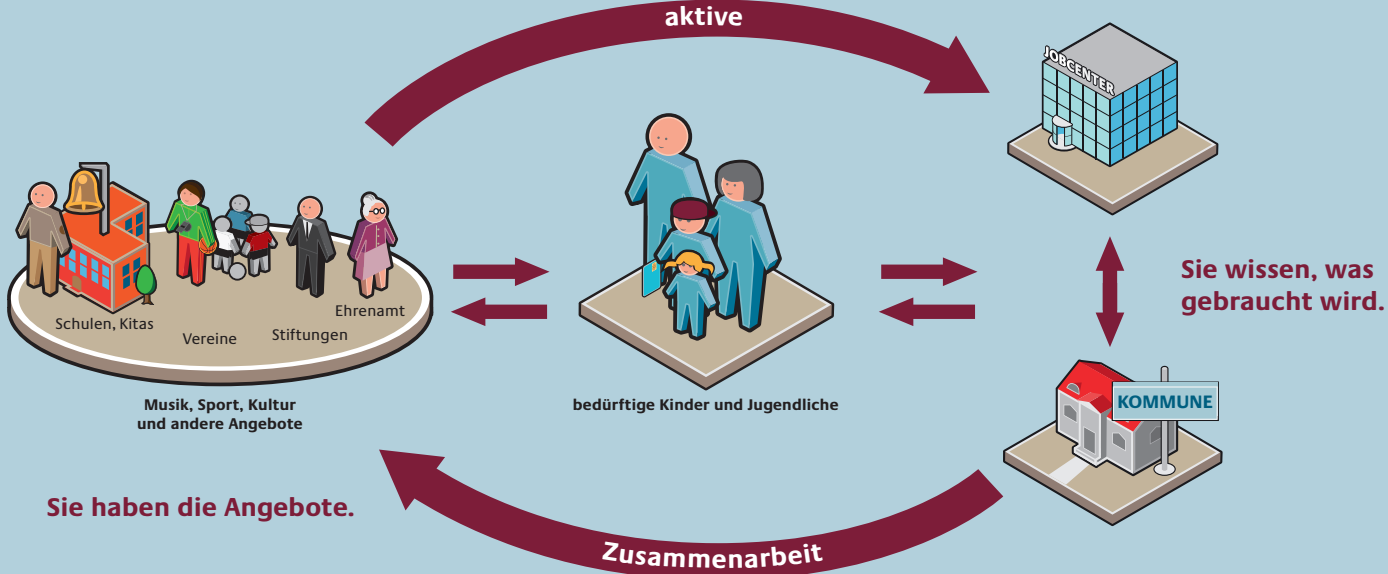 aktive
JOBCENTER
Schulen, Kitas
Vereine
Stiftungen
Ehrenamt
Musik, Sport, Kultur
und andere Angebote
bedürftige Kinder und Jugendliche
Sie wissen, was
gebraucht wird.
KOMMUNE
Sie haben die Angebote.
Zusammenarbeit